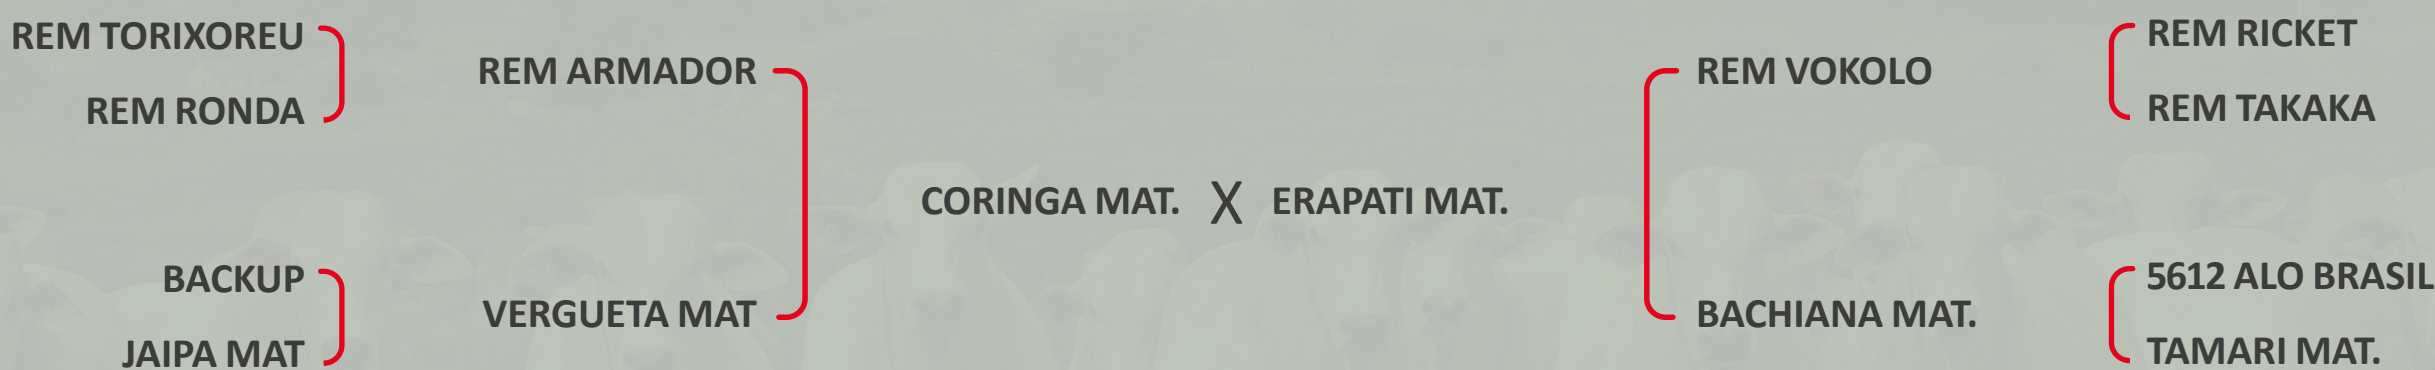 REM TORIXOREU
REM RONDA
REM ARMADOR
BACKUP
JAIPA MAT
VERGUETA MAT
CORINGA MAT. X ERAPATI MAT.
REM VOKOLO
REM RICKET
REM TAKAKA
BACHIANA MAT.
5612 ALO BRASIL
TAMARI MAT.